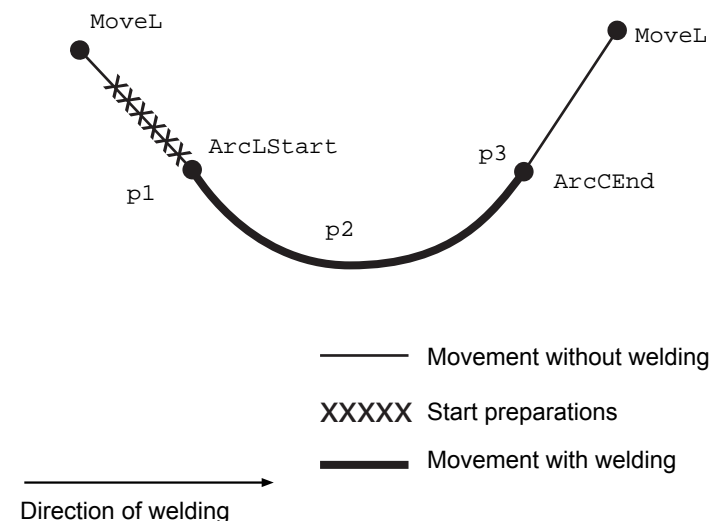 MoveL
MoveL
ArcLStart
p3
p1
ArcCEnd
p2
Movement without welding
XXXXX Start preparations
Movement with welding
Direction of welding